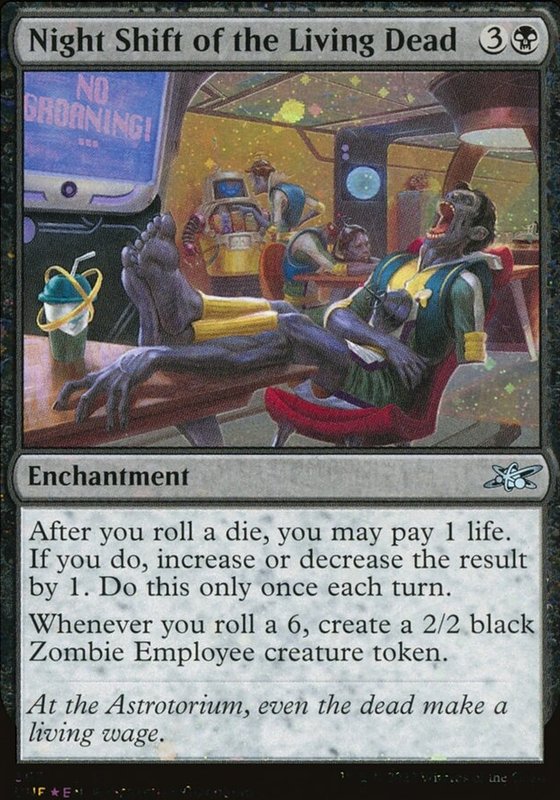 Night Shift of the Living Dead 3
NO
GROANING!
...
Enchantment
After you roll a die, you may pay 1 life.
If you do, increase or decrease the result
by 1. Do this only once each turn.
Whenever you roll a 6, create a 2/2 black
Zombie Employee creature token.
At the Astrotorium, even the dead make a
living wage.